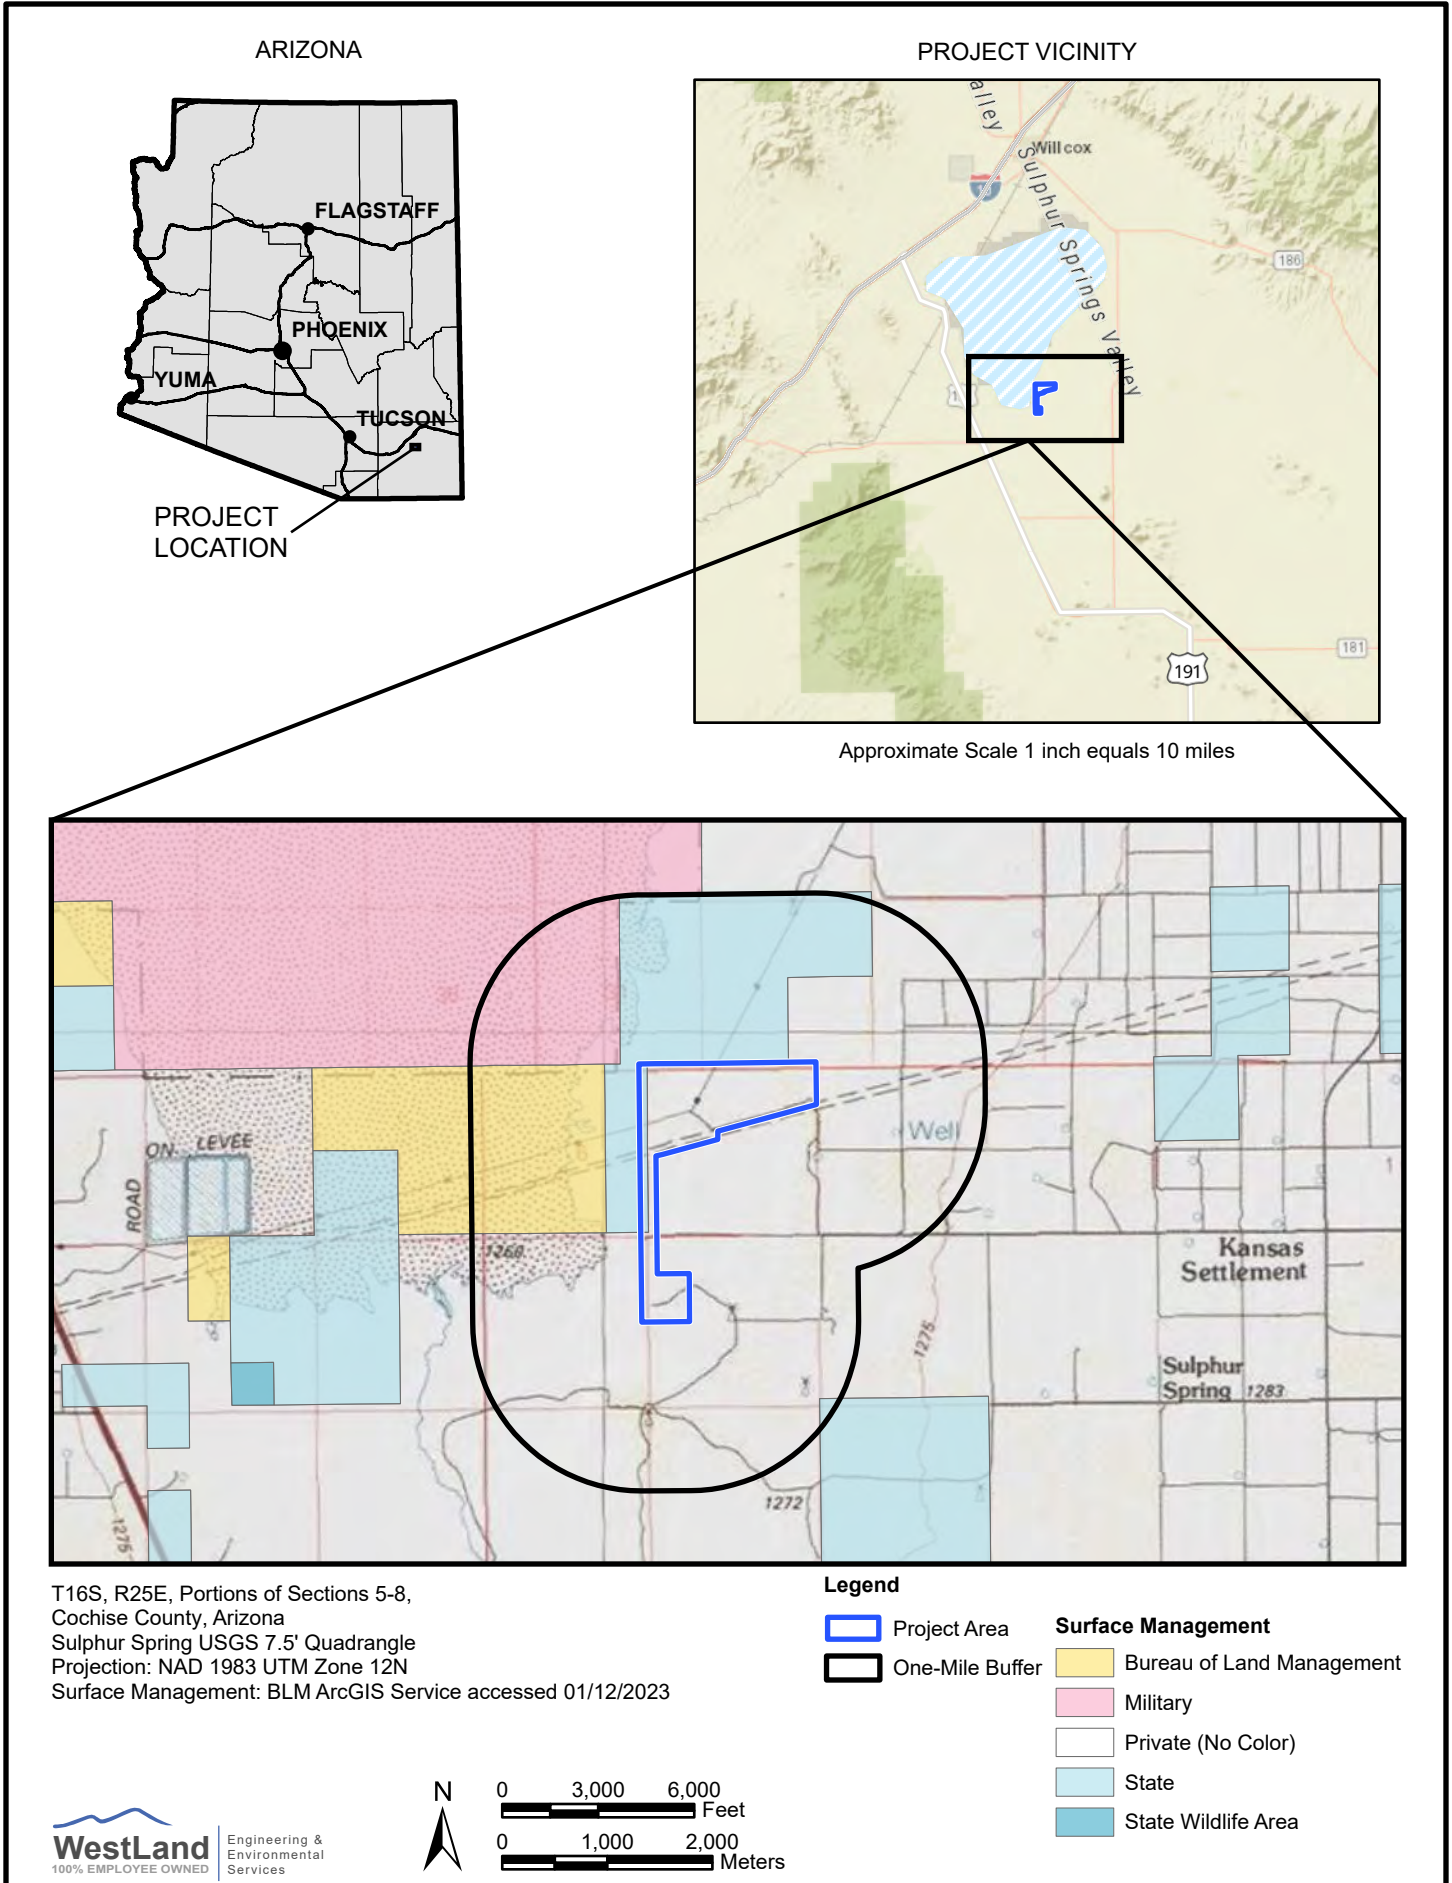 ARIZONA
FLAGSTAFF
PHOENIX
YUMA
TUCSON
PROJECT
LOCATION
PROJECT VICINITY
alley
Willcox
Sulphur Springs Valley
186
181
191
Approximate Scale 1 inch equals 10 miles
ON LEVEE
ROAD
Well
1260
Kansas
Settlement
1275
Sulphur
Spring 1283
1272
1275
T16S, R25E, Portions of Sections 5-8,
Cochise County, Arizona
Sulphur Spring USGS 7.5' Quadrangle
Projection: NAD 1983 UTM Zone 12N
Surface Management: BLM ArcGIS Service accessed 01/12/2023
Legend
Project Area
One-Mile Buffer
Surface Management
Bureau of Land Management
Military
Private (No Color)
State
State Wildlife Area
WestLand
100% EMPLOYEE OWNED
Engineering &
Environmental
Services
N
0 3,000 6,000
Feet
0 1,000 2,000
Meters